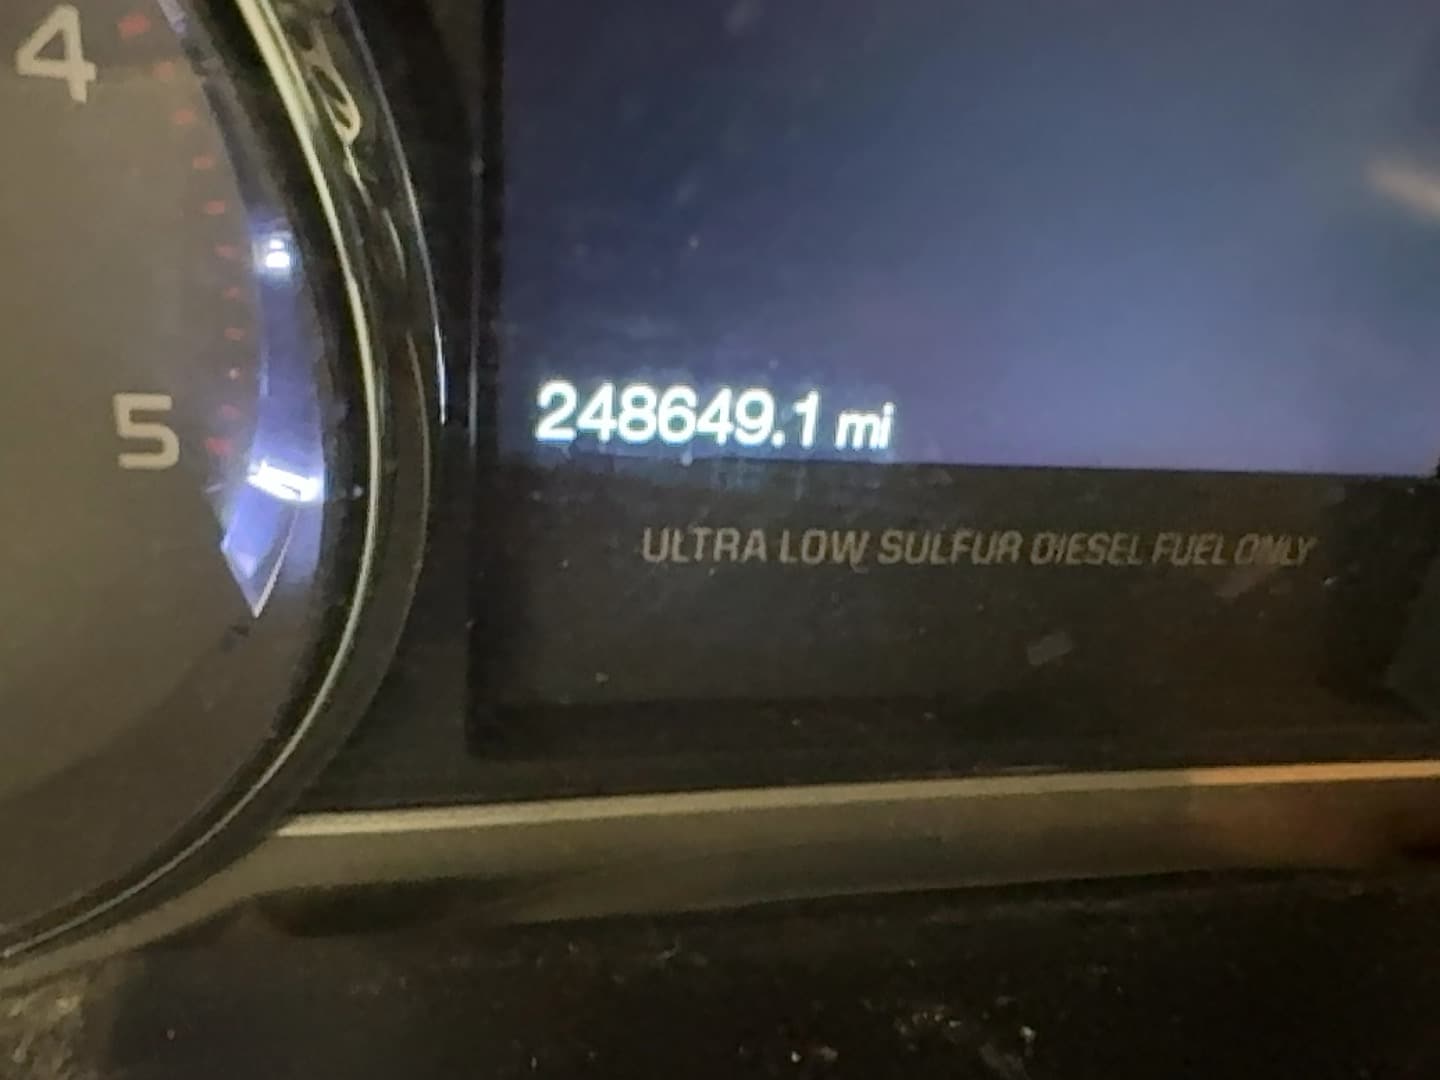 4
5
248649.1 mi
ULTRA LOW SULFUR DIESEL FUEL ONLY